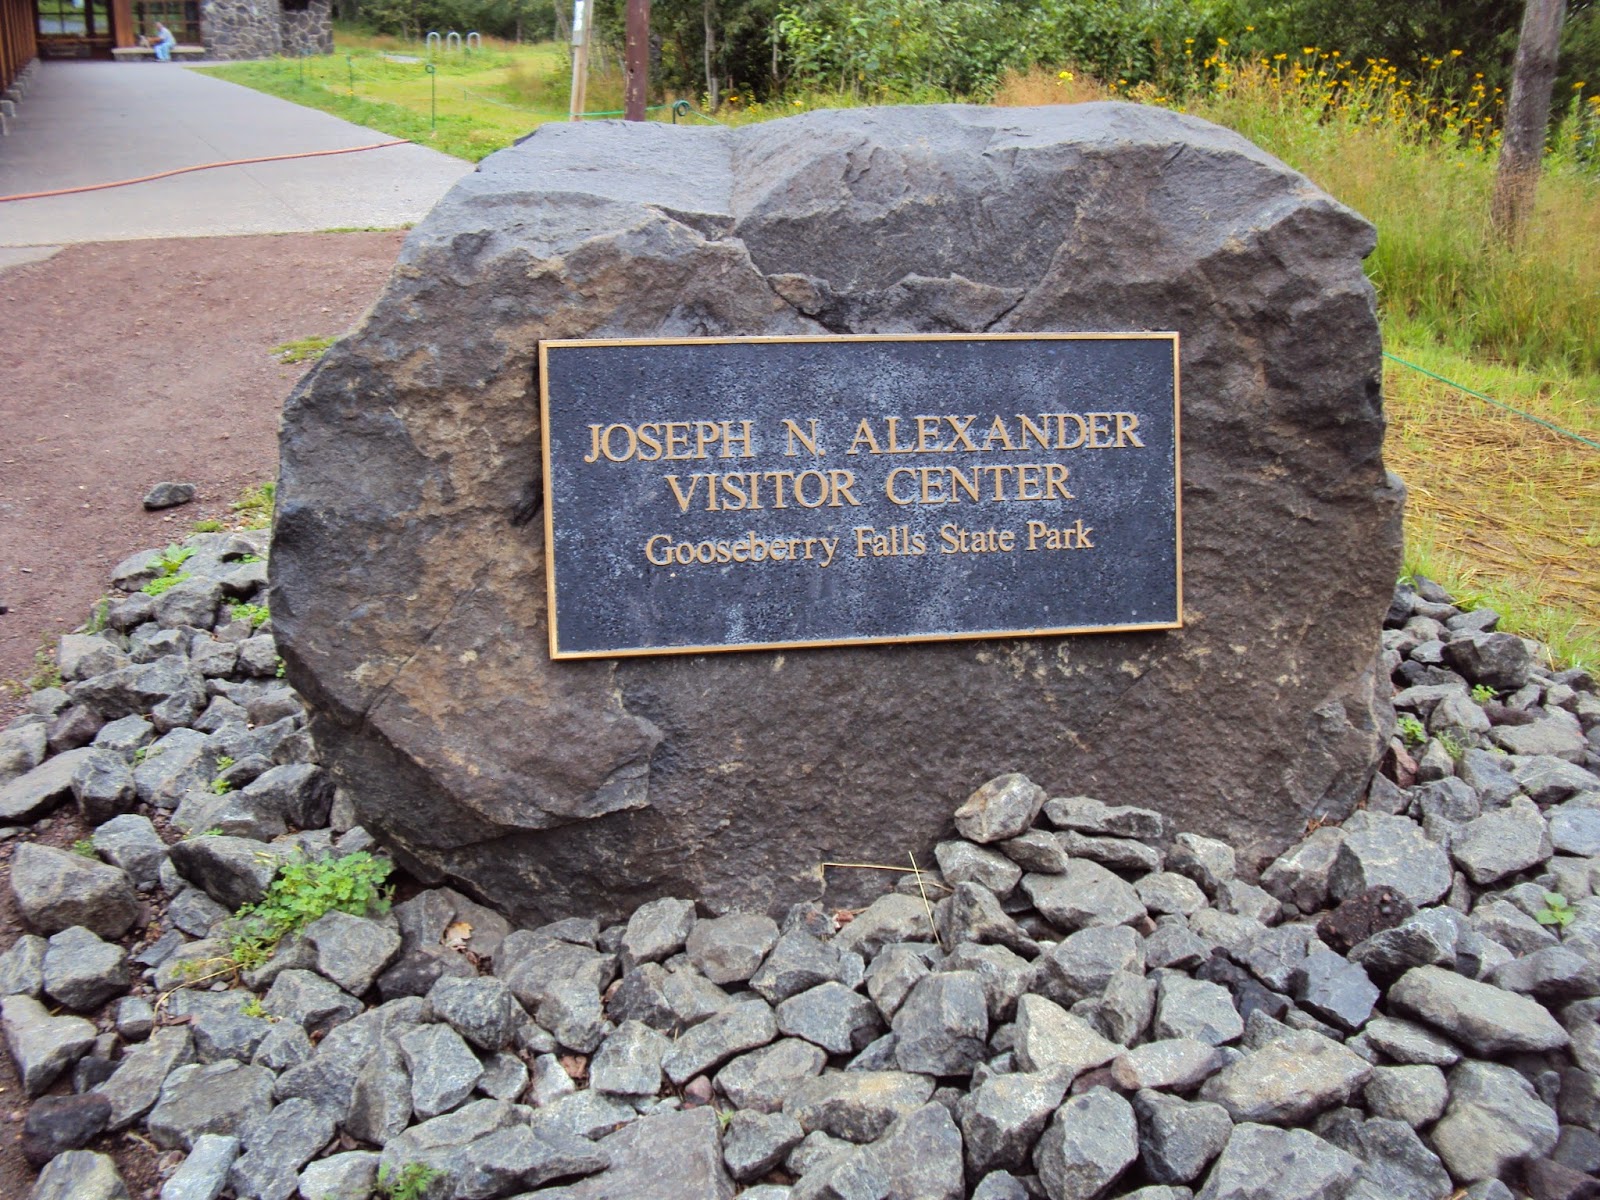 JOSEPH N. ALEXANDER
VISITOR CENTER
Gooseberry Falls State Park